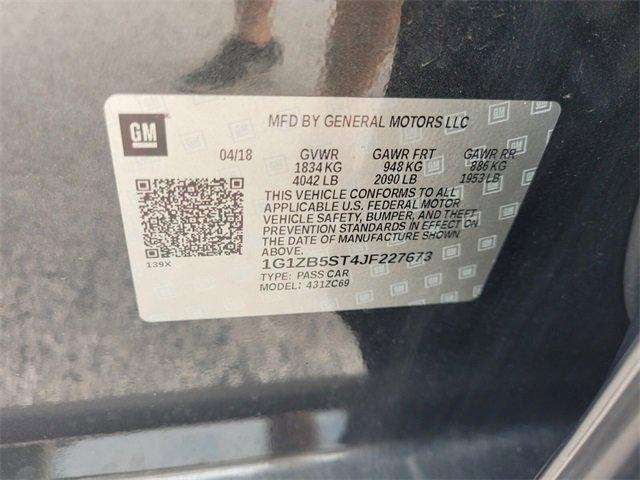 GM
MFD BY GENERAL MOTORS LLC
04/18 GVWR GAWR FRT GAWR RR
1834 KG 948 KG 886 KG
4042 LB 2090 LB 1953 LB
THIS VEHICLE CONFORMS TO ALL
APPLICABLE U.S. FEDERAL MOTOR
VEHICLE SAFETY, BUMPER, AND THEFT
PREVENTION STANDARDS IN EFFECT ON
THE DATE OF MANUFACTURE SHOWN
ABOVE.
139X
1G1ZB5ST4JF227673
TYPE: PASS CAR
MODEL: 431ZC69